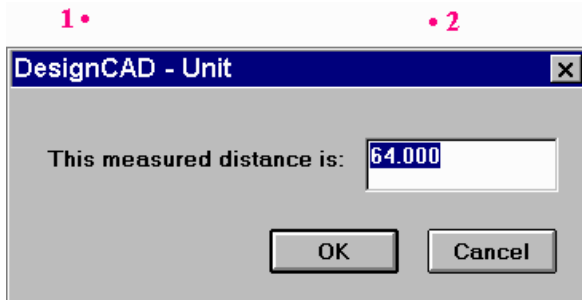 1 • • 2
DesignCAD - Unit
This measured distance is: 64.000
OK Cancel